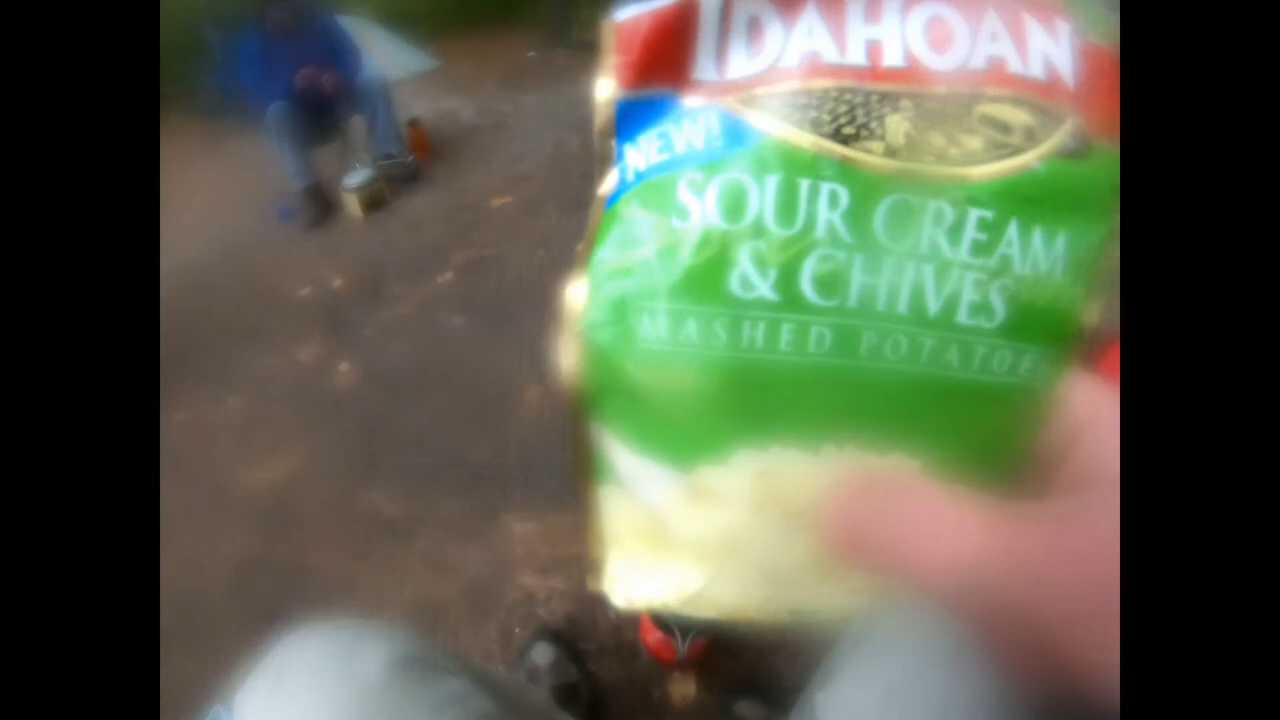 IDAHOAN
NEW!
SOUR CREAM
& CHIVES
MASHED POTATOES